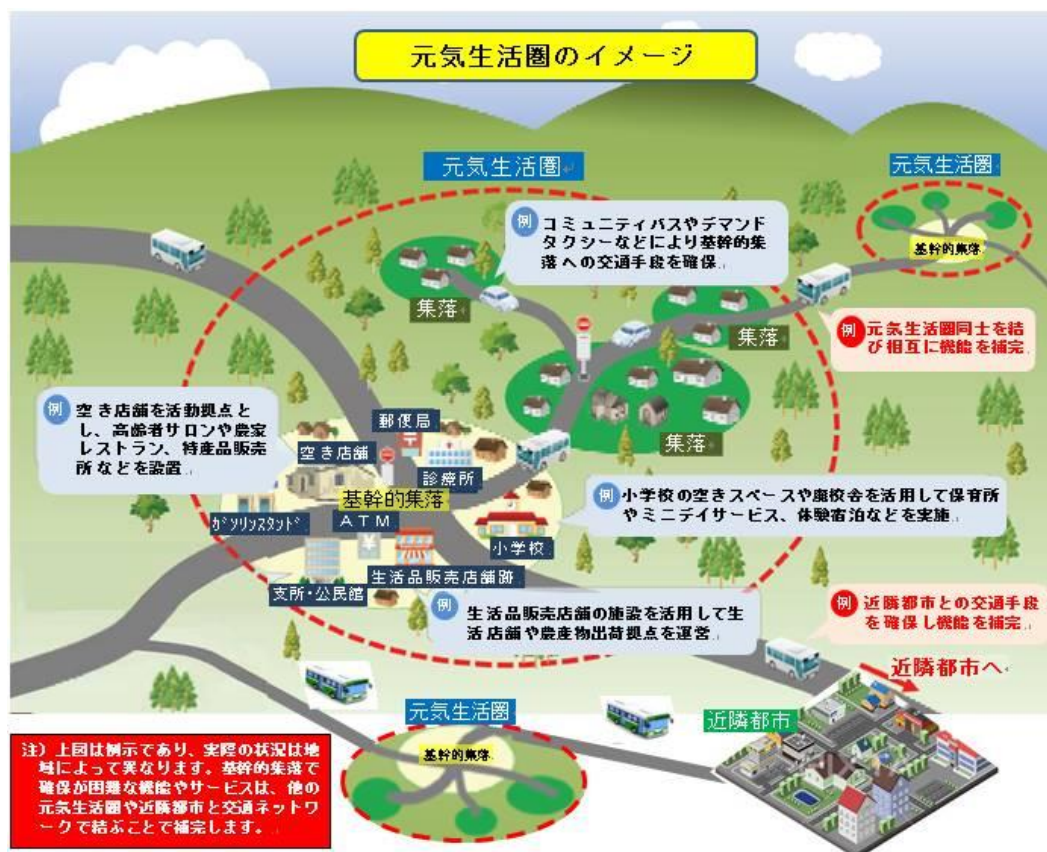 元気生活圏のイメージ
元気生活圏
元気生活圏
基幹的集落
例 コミュニティバスやデマンド
タクシーなどにより基幹的集
落への交通手段を確保
集落
集落
集落
例 元気生活圏同士を結
び相互に機能を補完
例 空き店舗を活動拠点と
し、高齢者サロンや農家
レストラン、特産品販売
所などを設置
郵便局
空き店舗
診療所
基幹的集落
ガソリンスタンド
ATM
小学校
生活品販売店舗跡
支所・公民館
例 小学校の空きスペースや廃校舎を活用して保育所
やミニデイサービス、体験宿泊などを実施
例 生活品販売店舗の施設を活用して生
活店舗や農産物出荷拠点を運営
例 近隣都市との交通手段
を確保し機能を補完
近隣都市へ
近隣都市
元気生活圏
基幹的集落
注）上図は例示であり、実際の状況は地
域によって異なります。基幹的集落で
確保が困難な機能やサービスは、他の
元気生活圏や近隣都市と交通ネットワ
ークで結ぶことで補完します。